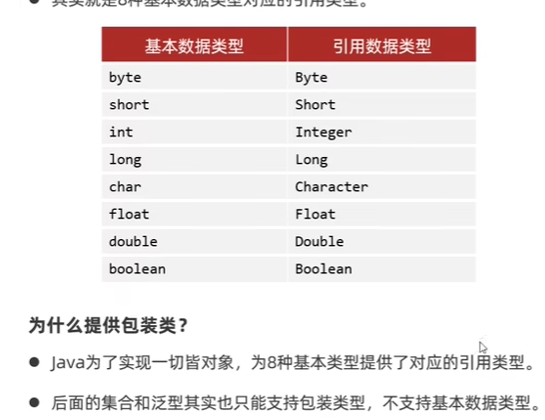 其实就是8种基本数据类型对应的引用类型。
基本数据类型 引用数据类型
byte Byte
short Short
int Integer
long Long
char Character
float Float
double Double
boolean Boolean
为什么提供包装类?
Java为了实现一切皆对象,为8种基本类型提供了对应的引用类型。
后面的集合和泛型其实也只能支持包装类型,不支持基本数据类型。